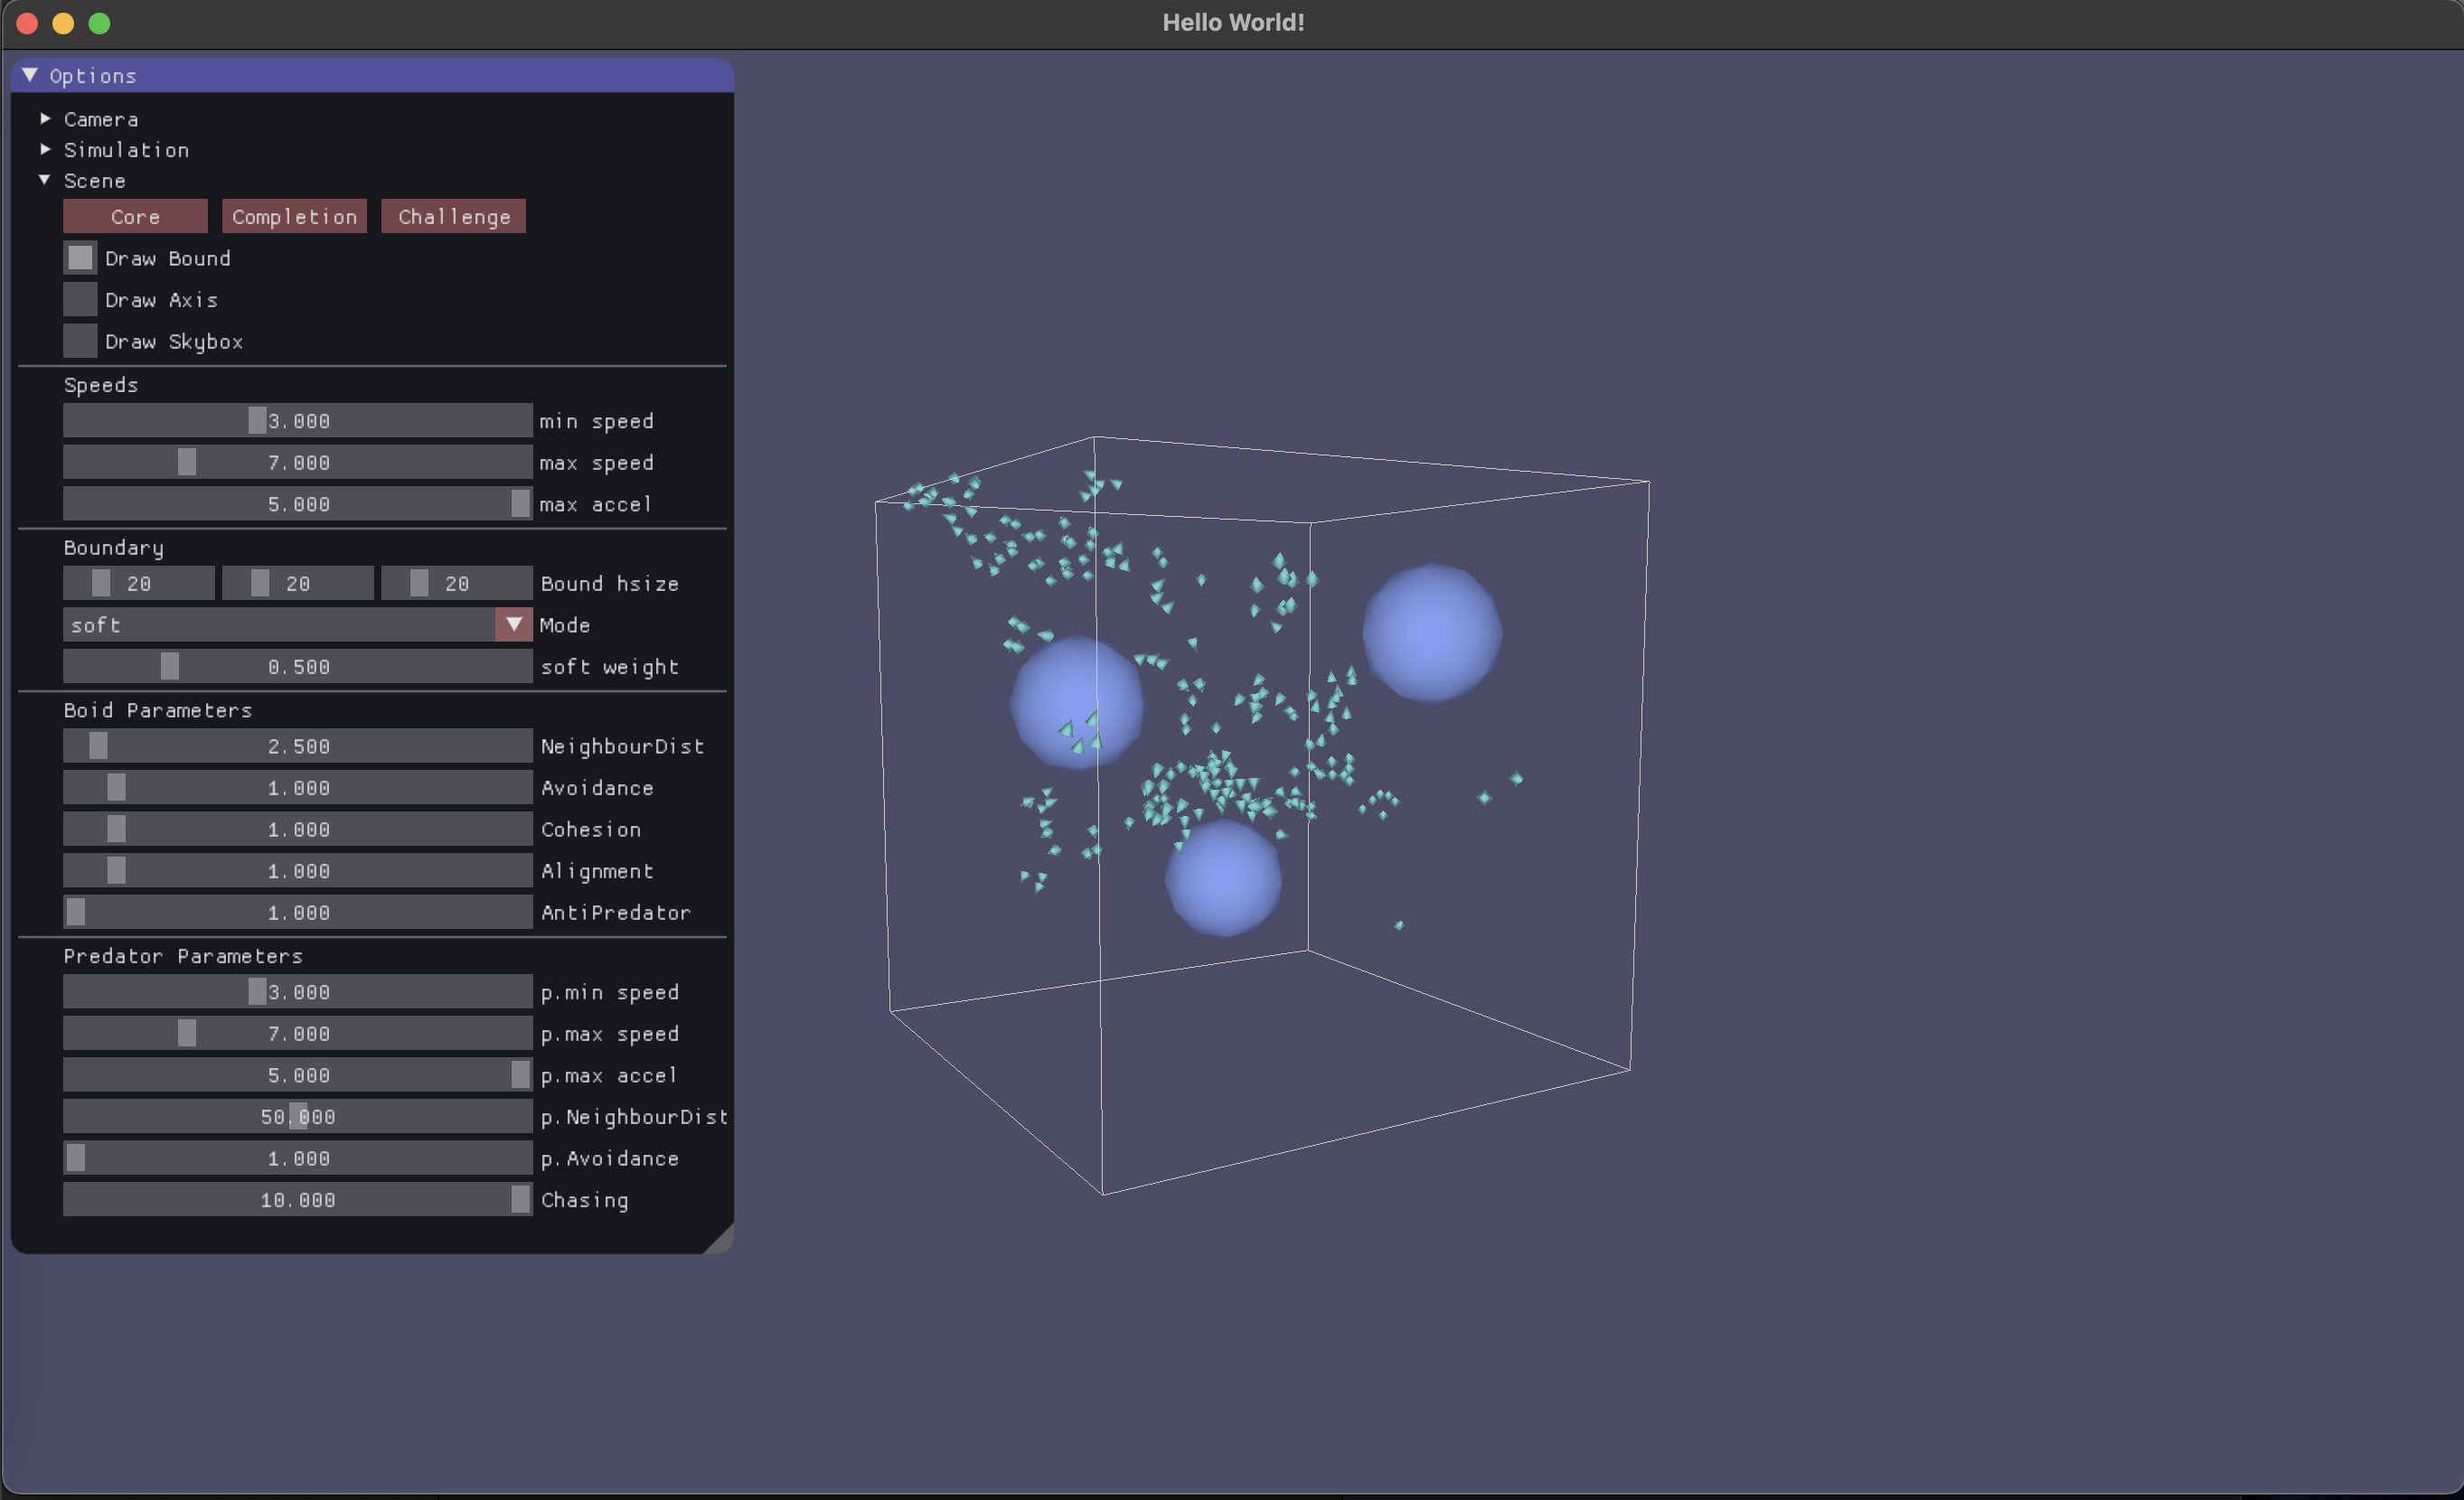 Hello World!
Options
Camera
Simulation
Scene
Core Completion Challenge
Draw Bound
Draw Axis
Draw Skybox
Speeds
3.000 min speed
7.000 max speed
5.000 max accel
Boundary
20 20 20 Bound hsize
soft Mode
0.500 soft weight
Boid Parameters
2.500 NeighbourDist
1.000 Avoidance
1.000 Cohesion
1.000 Alignment
1.000 AntiPredator
Predator Parameters
3.000 p.min speed
7.000 p.max speed
5.000 p.max accel
50.000 p.NeighbourDist
1.000 p.Avoidance
10.000 Chasing